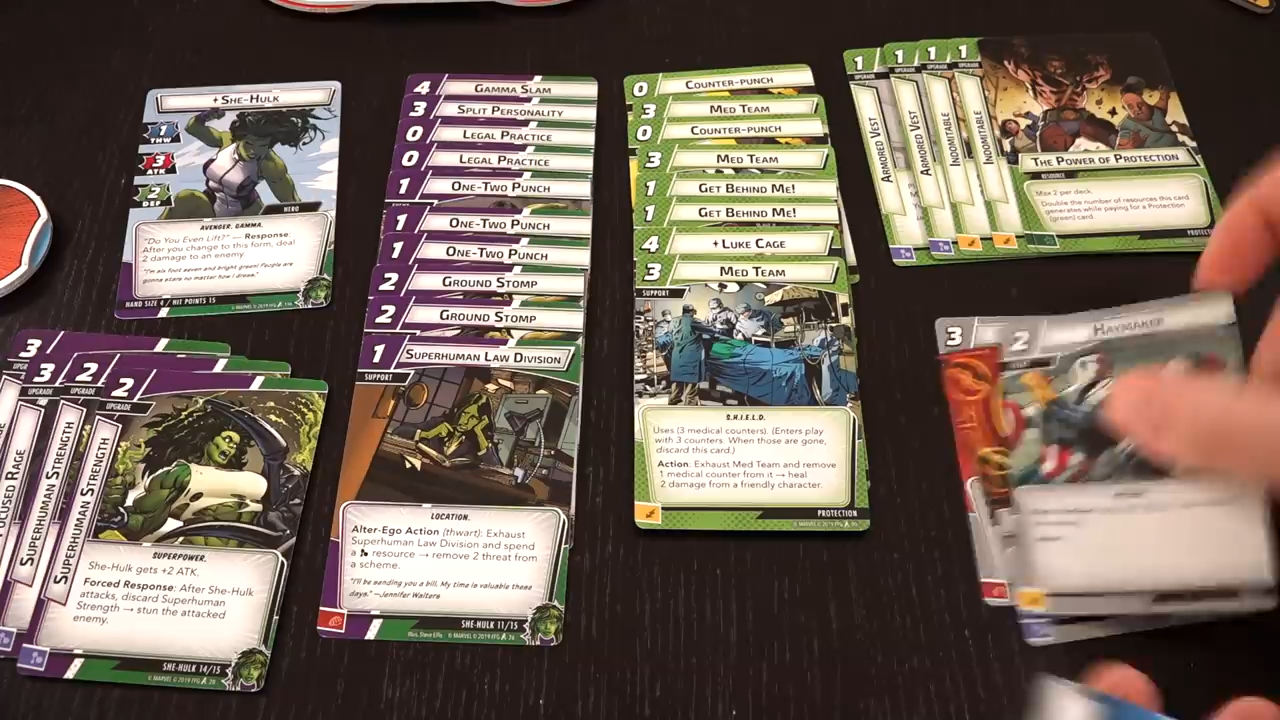 She-Hulk
1
THW
3
ATK
2
DEF
HERO
AVENGER. GAMMA.
"Do You Even Lift?" — Response:
After you change to this form, deal
2 damage to an enemy.
"I'm six foot seven and bright green! People are
gonna stare no matter how I dress."
HAND SIZE 4 / HIT POINTS 15
3
UPGRADE
FOCUSED RAGE
3
UPGRADE
SUPERHUMAN STRENGTH
2
UPGRADE
SUPERHUMAN STRENGTH
2
UPGRADE
SUPERPOWER.
She-Hulk gets +2 ATK.
Forced Response: After She-Hulk
attacks, discard Superhuman
Strength → stun the attacked
enemy.
SHE-HULK 14/15
4 Gamma Slam
3 Split Personality
0 Legal Practice
0 Legal Practice
1 One-Two Punch
1 One-Two Punch
1 One-Two Punch
2 Ground Stomp
2 Ground Stomp
1 Superhuman Law Division
SUPPORT
LOCATION.
Alter-Ego Action (thwart): Exhaust
Superhuman Law Division and spend
a resource → remove 2 threat from
a scheme.
"I'll be sending you a bill. My time is valuable these
days." —Jennifer Walters
SHE-HULK 11/15
Illus. Steve Ellis © MARVEL © 2019 FFG 26
0 Counter-punch
3 Med Team
0 Counter-punch
3 Med Team
1 Get Behind Me!
1 Get Behind Me!
4 Luke Cage
3 Med Team
SUPPORT
S.H.I.E.L.D.
Uses (3 medical counters). (Enters play
with 3 counters. When those are gone,
discard this card.)
Action: Exhaust Med Team and remove
1 medical counter from it → heal
2 damage from a friendly character.
PROTECTION
1 1 1 1
UPGRADE UPGRADE UPGRADE UPGRADE
ARMORED VEST
ARMORED VEST
INDOMITABLE
INDOMITABLE
The Power of Protection
RESOURCE
Max 2 per deck.
Double the number of resources this card
generates while paying for a Protection
(green) card.
3
2 Haymaker